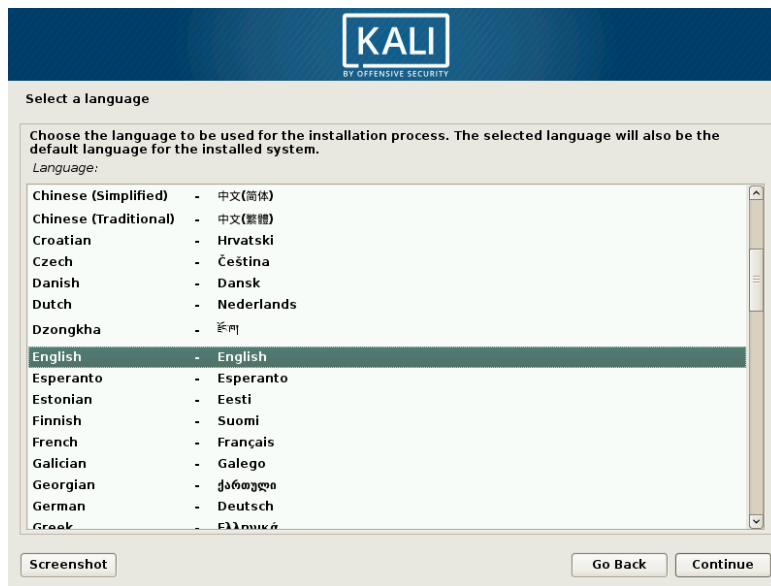 KALI
BY OFFENSIVE SECURITY
Select a language
Choose the language to be used for the installation process. The selected language will also be the
default language for the installed system.
Language:
Chinese (Simplified) - 中文(简体)
Chinese (Traditional) - 中文(繁體)
Croatian - Hrvatski
Czech - Čeština
Danish - Dansk
Dutch - Nederlands
Dzongkha - རྫོང་ཁ།
English - English
Esperanto - Esperanto
Estonian - Eesti
Finnish - Suomi
French - Français
Galician - Galego
Georgian - ქართული
German - Deutsch
Greek - Ελληνικά
Screenshot Go Back Continue